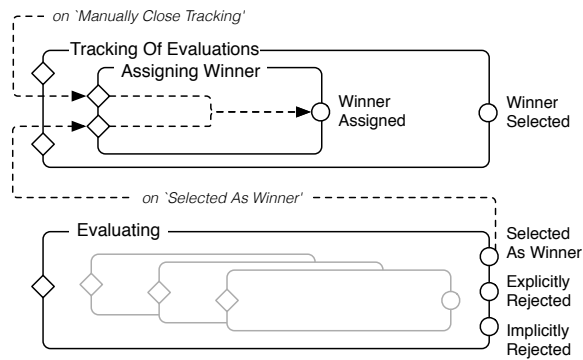 on `Manually Close Tracking'
Tracking Of Evaluations
Assigning Winner
Winner
Assigned
Winner
Selected
on `Selected As Winner'
Evaluating
Selected
As Winner
Explicitly
Rejected
Implicitly
Rejected